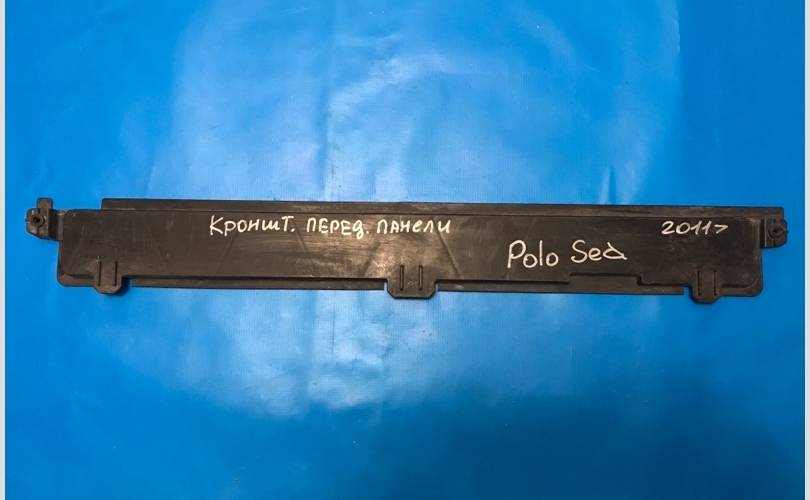 Кроншт. перед. панели
2011>
Polo Sed